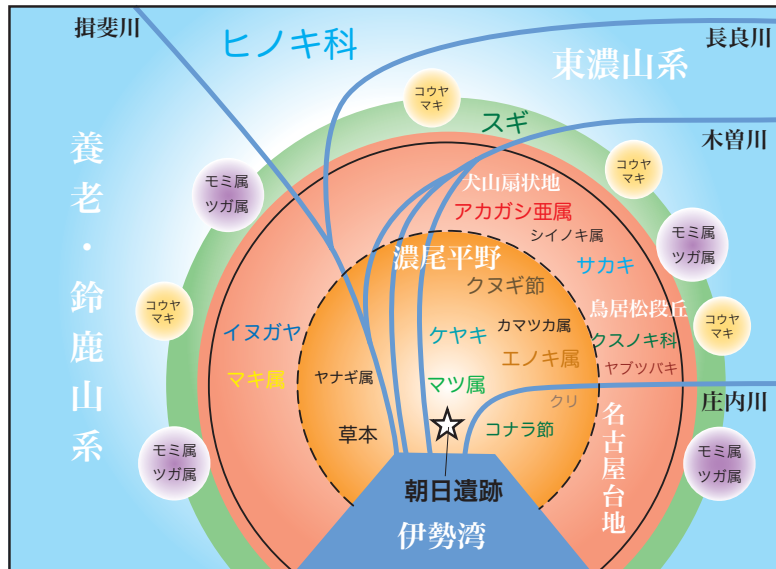 揖斐川
ヒノキ科
長良川
東濃山系
コウヤ
マキ
スギ
木曽川
養老・鈴鹿山系
モミ属
ツガ属
犬山扇状地
コウヤ
マキ
アカガシ亜属
シイノキ属
モミ属
ツガ属
濃尾平野
サカキ
クヌギ節
鳥居松段丘
コウヤ
マキ
イヌガヤ
ケヤキ
カマツカ属
クスノキ科
コウヤ
マキ
エノキ属
ヤブツバキ
マキ属
ヤナギ属
マツ属
クリ
庄内川
草本
コナラ節
名古屋台地
モミ属
ツガ属
モミ属
ツガ属
朝日遺跡
伊勢湾